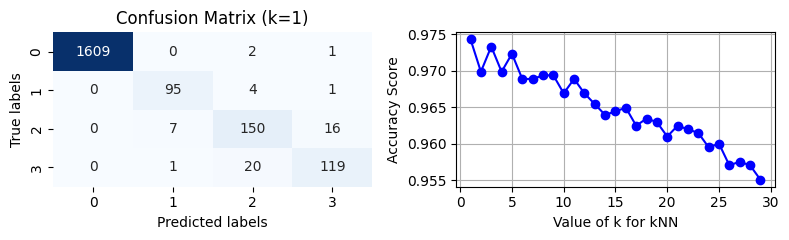 Confusion Matrix (k=1)
True labels
0 1609 0 2 1
1 0 95 4 1
2 0 7 150 16
3 0 1 20 119
0 1 2 3
Predicted labels
Accuracy Score
0.975
0.970
0.965
0.960
0.955
0 5 10 15 20 25 30
Value of k for kNN